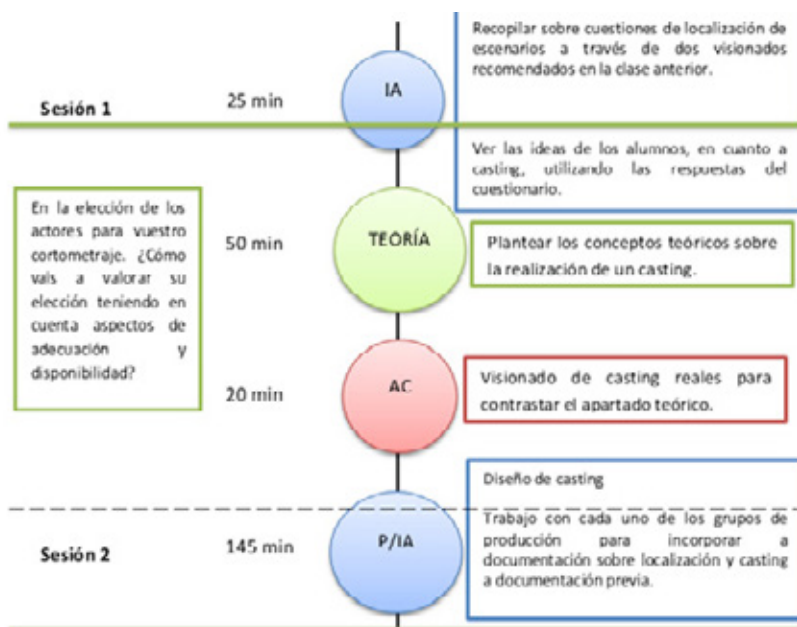 Recopilar sobre cuestiones de localización de
escenarios a través de dos visionados
recomendados en la clase anterior.
Sesión 1
25 min
IA
Ver las ideas de los alumnos, en cuanto a
casting, utilizando las respuestas del
cuestionario.
En la elección de los
actores para vuestro
cortometraje. ¿Cómo
vais a valorar su
elección teniendo en
cuenta aspectos de
adecuación y
disponibilidad?
50 min
TEORÍA
Plantear los conceptos teóricos sobre
la realización de un casting.
20 min
AC
Visionado de casting reales para
contrastar el apartado teórico.
Diseño de casting
Sesión 2
145 min
P/IA
Trabajo con cada uno de los grupos de
producción para incorporar a
documentación sobre localización y casting
a documentación previa.